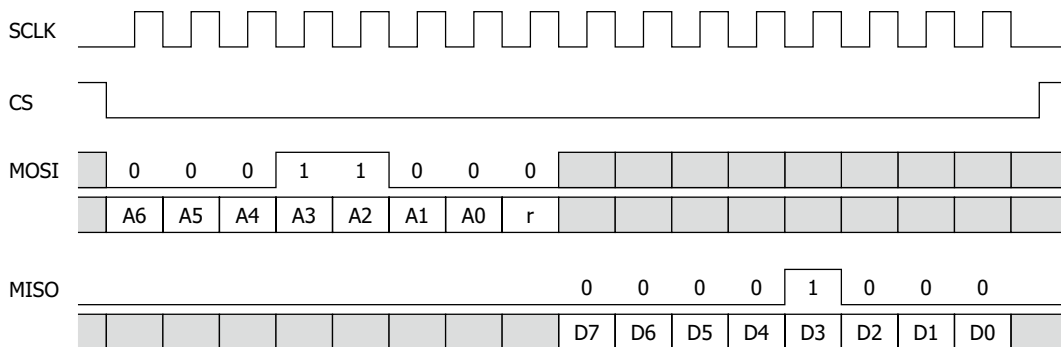 SCLK
CS
MOSI 0 0 0 1 1 0 0 0
A6 A5 A4 A3 A2 A1 A0 r
MISO 0 0 0 0 1 0 0 0
D7 D6 D5 D4 D3 D2 D1 D0